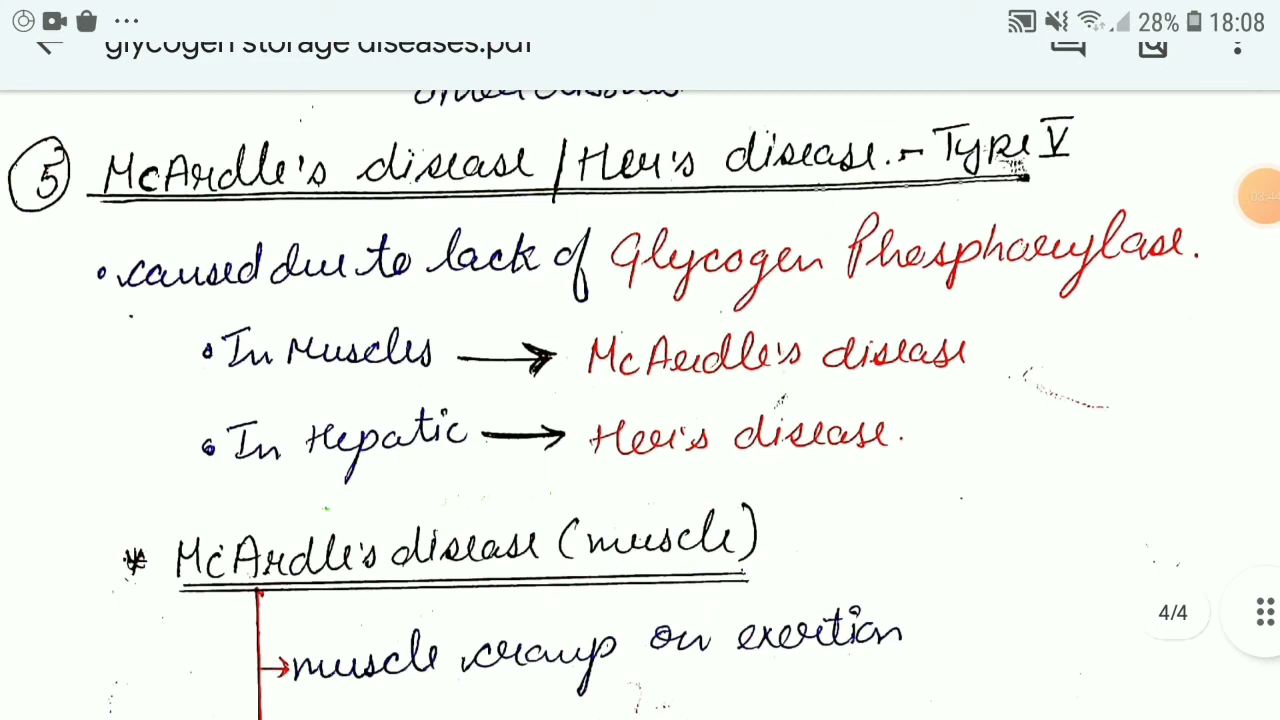 28% 18:08
glycogen storage diseases.pdf
5 McArdle's disease / Her's disease. - Type V
• caused due to lack of Glycogen Phosphorylase.
• In Muscles → McArdle's disease
• In Hepatic → Her's disease.
* McArdle's disease (muscle)
→ muscle cramp on exertion
4/4